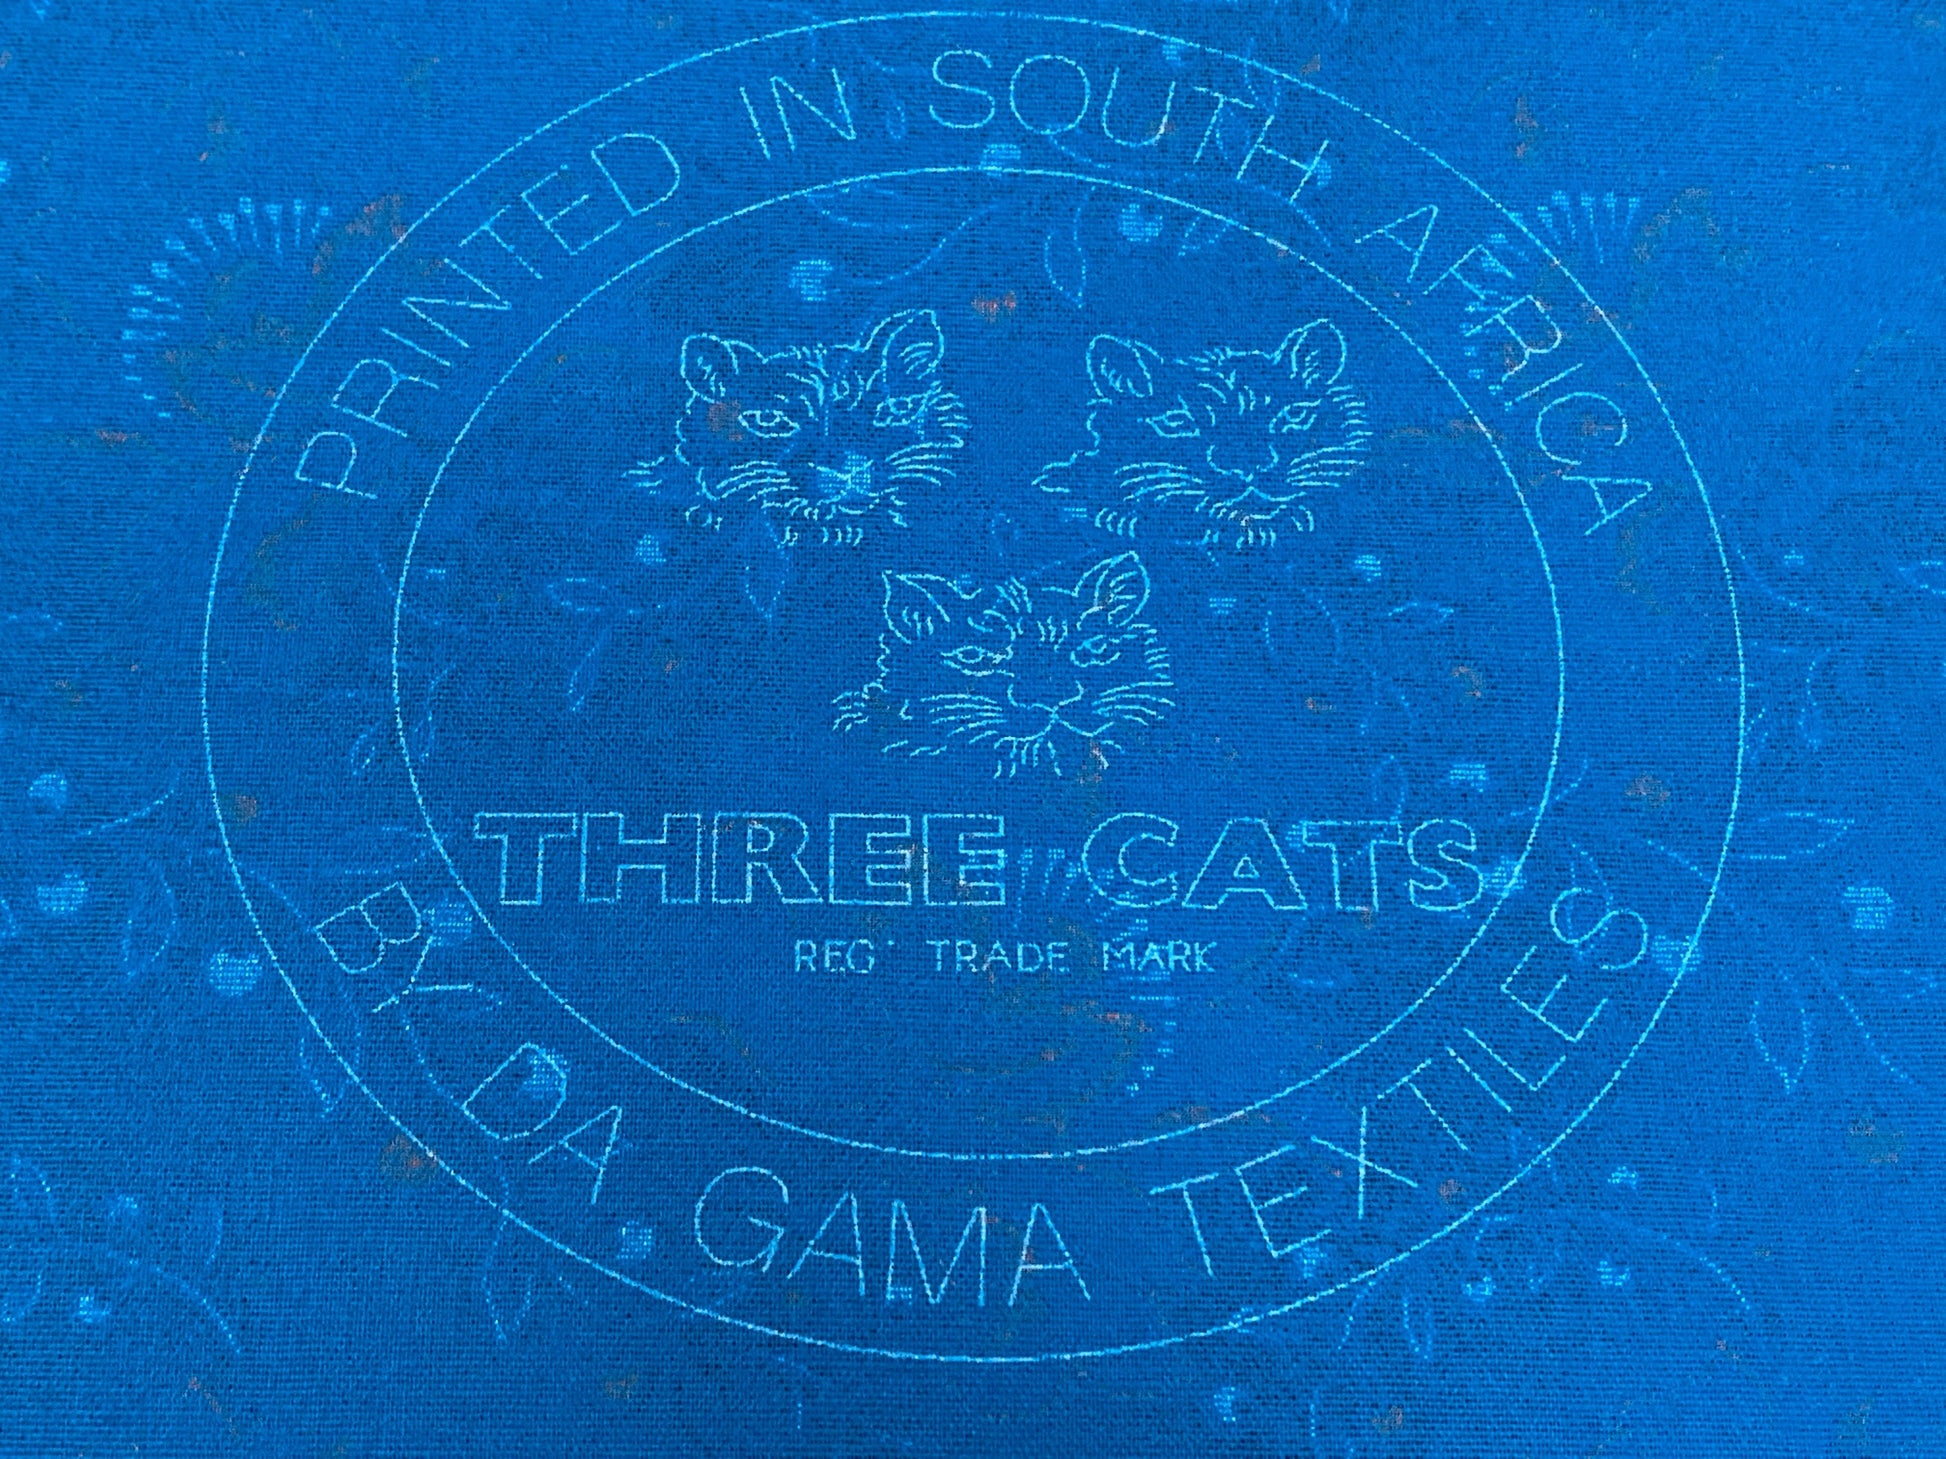 PRINTED IN SOUTH AFRICA
THREE CATS
REG. TRADE MARK
BY DA GAMA TEXTILES